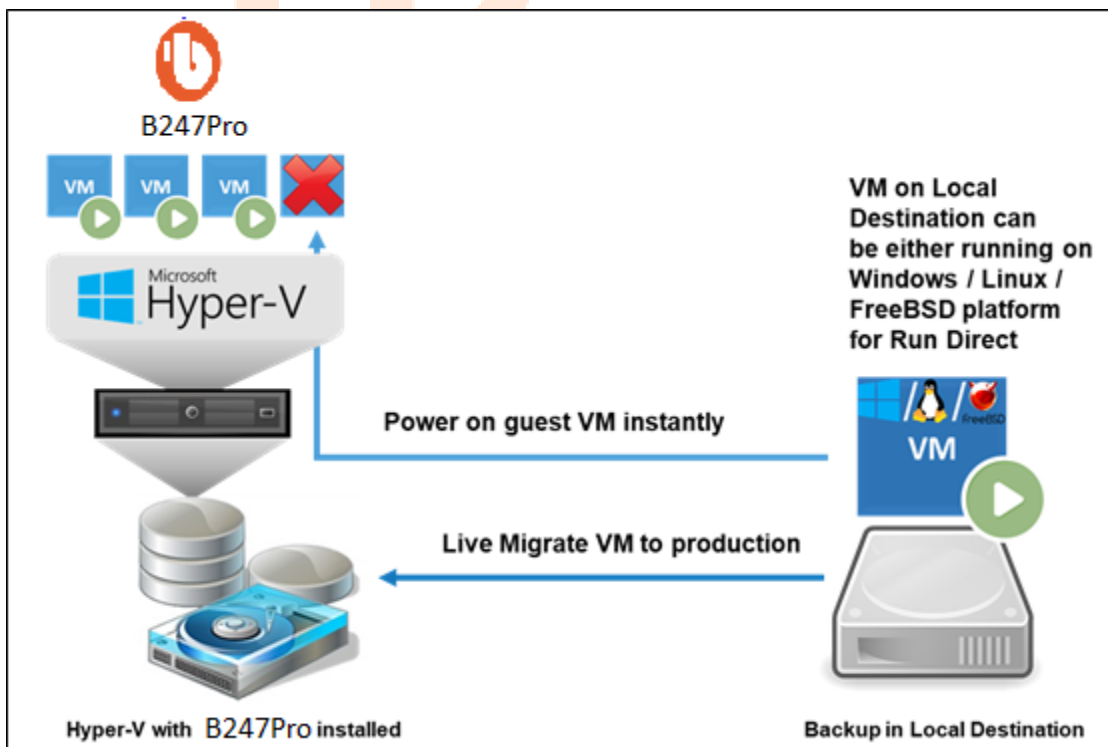 B247Pro
VM
VM
VM
Microsoft
Hyper-V
VM on Local
Destination can
be either running on
Windows / Linux /
FreeBSD platform
for Run Direct
/ /
FreeBSD
VM
Power on guest VM instantly
Live Migrate VM to production
Hyper-V with B247Pro installed
Backup in Local Destination